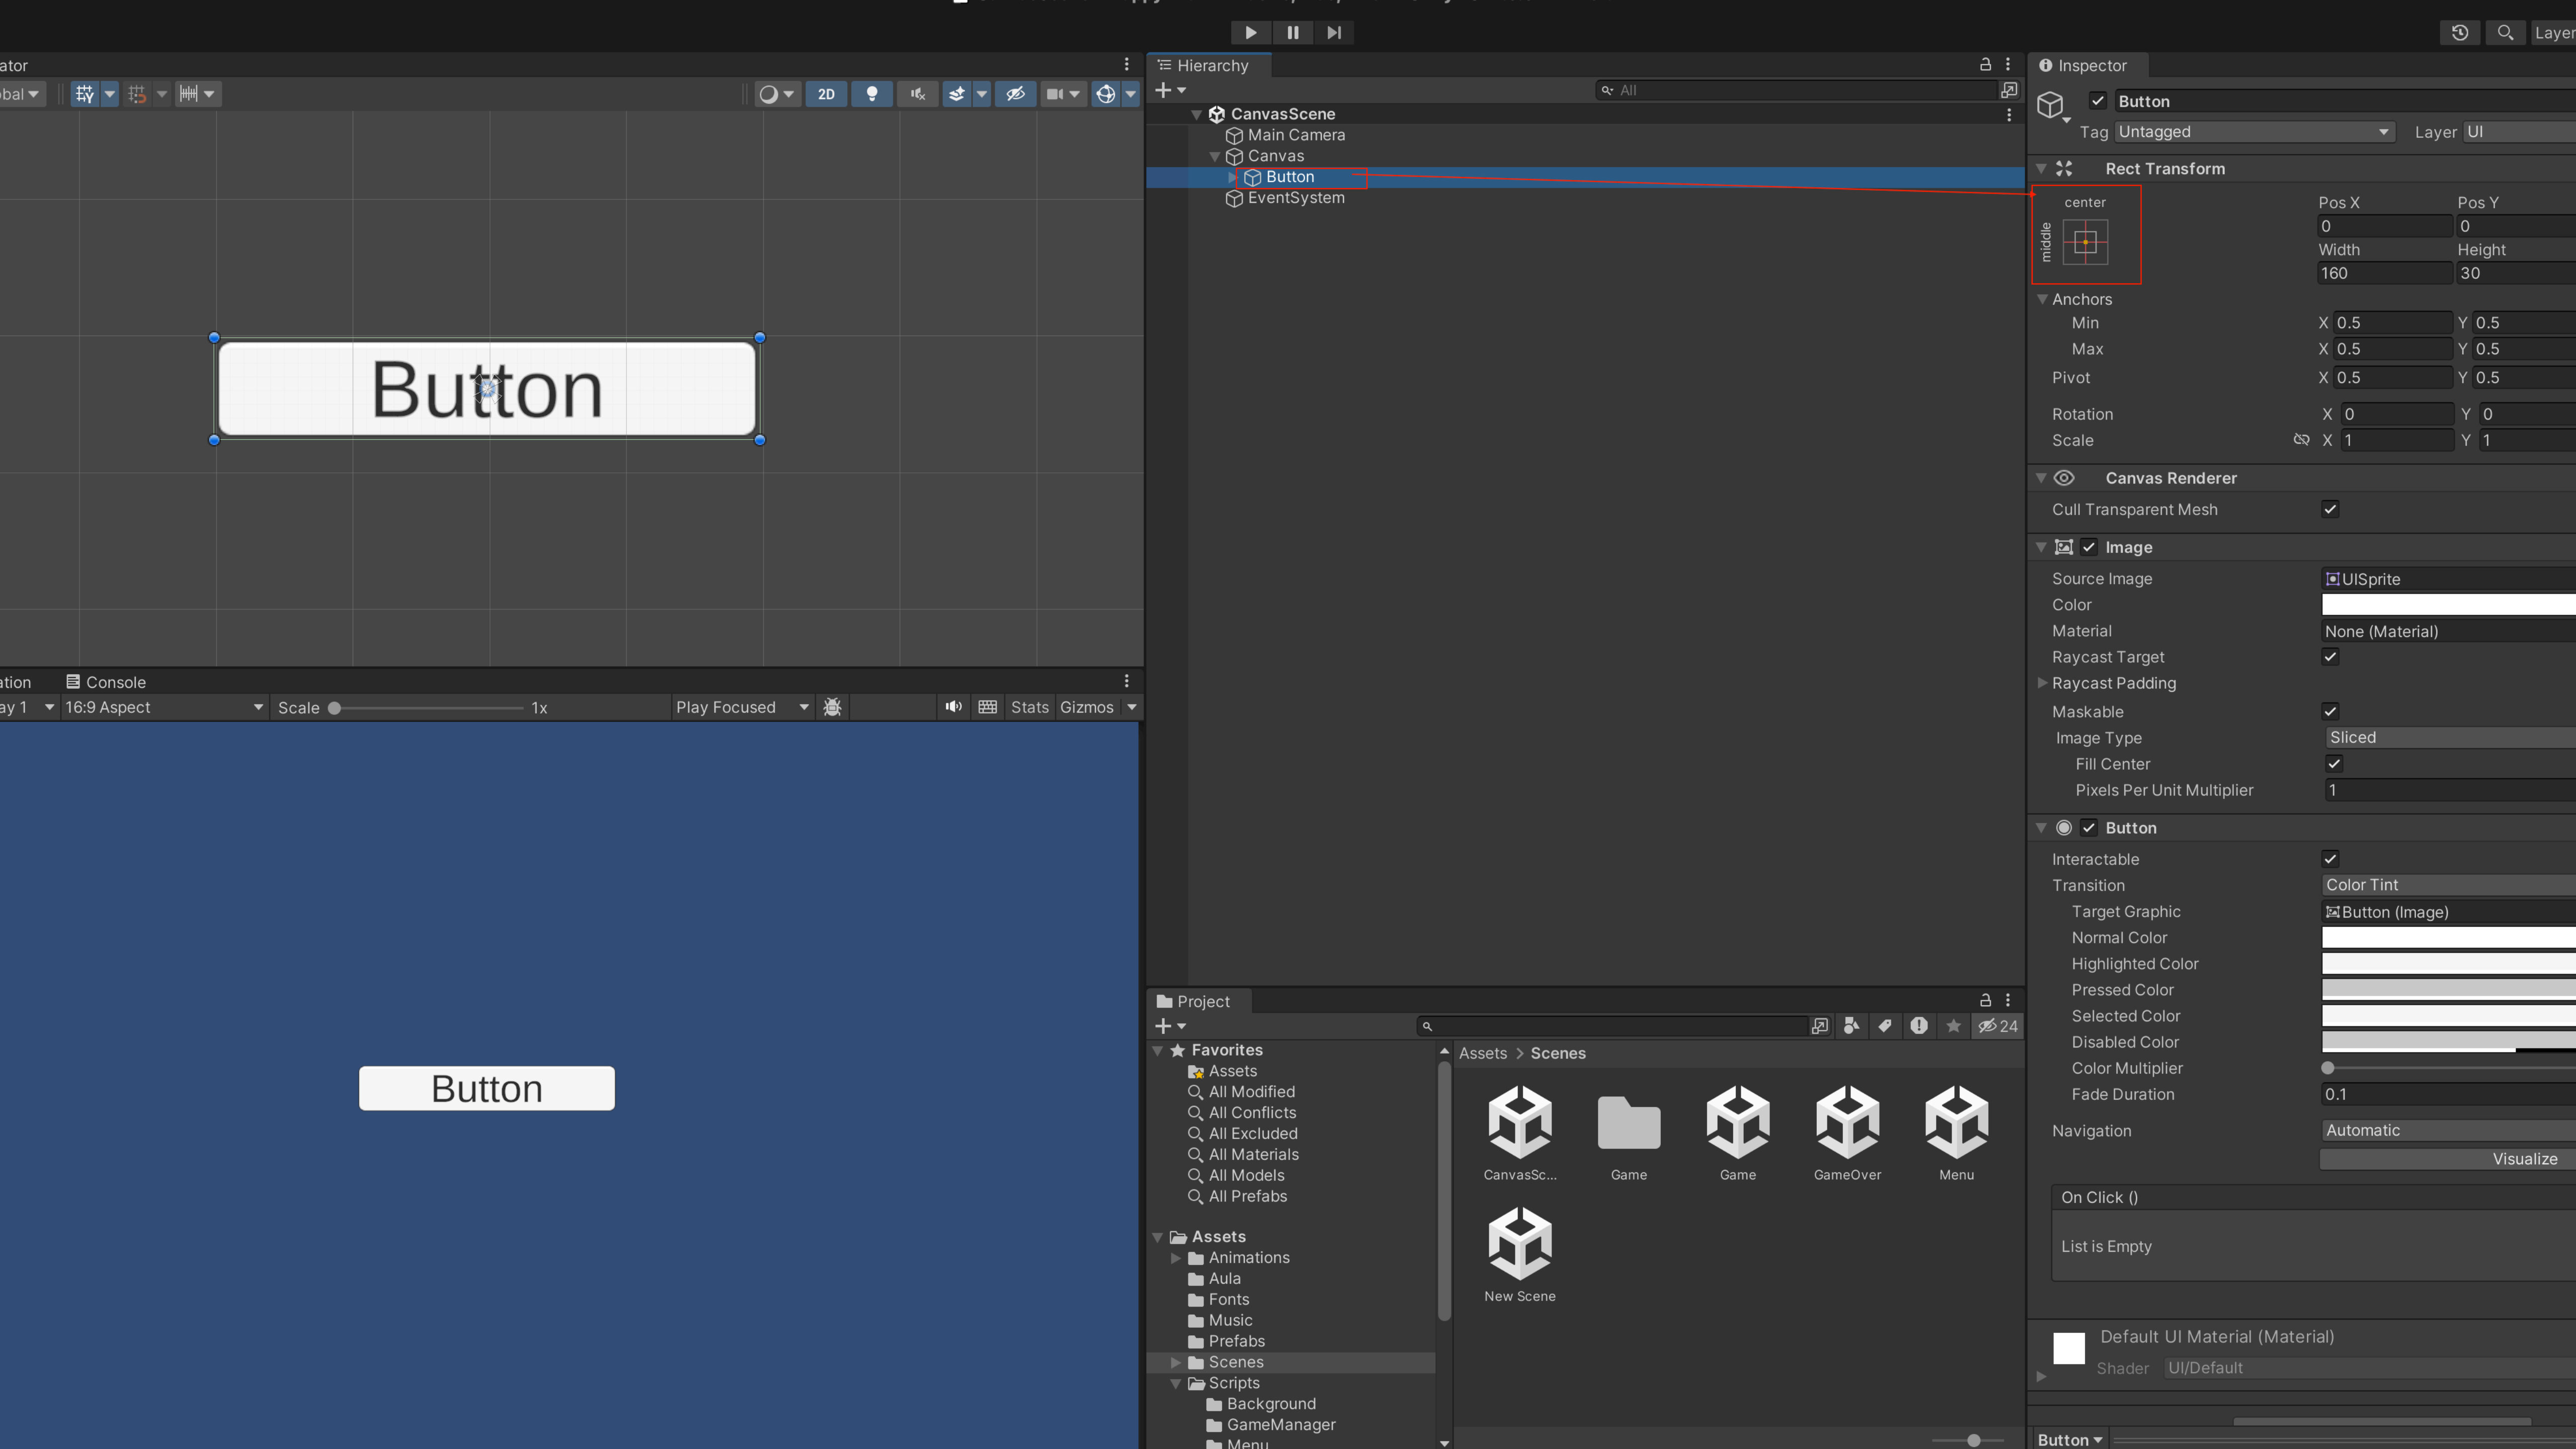 Layer
ator
Hierarchy
Inspector
bal
2D
All
Button
CanvasScene
Tag Untagged Layer UI
Main Camera
Canvas
Button
EventSystem
Rect Transform
center
middle
Pos X Pos Y
0 0
Width Height
160 30
Anchors
Min X 0.5 Y 0.5
Max X 0.5 Y 0.5
Pivot X 0.5 Y 0.5
Rotation X 0 Y 0
Scale X 1 Y 1
Button
Canvas Renderer
Cull Transparent Mesh
Image
Source Image UISprite
Color
Material None (Material)
Raycast Target
Raycast Padding
Maskable
Image Type Sliced
Fill Center
Pixels Per Unit Multiplier 1
ation Console
ay 1 16:9 Aspect Scale 1x Play Focused Stats Gizmos
Button
Button
Interactable
Transition Color Tint
Target Graphic Button (Image)
Normal Color
Highlighted Color
Pressed Color
Selected Color
Disabled Color
Color Multiplier
Fade Duration 0.1
Navigation Automatic
Visualize
On Click ()
List is Empty
Default UI Material (Material)
Shader UI/Default
Button
Project
24
Favorites
Assets
All Modified
All Conflicts
All Excluded
All Materials
All Models
All Prefabs
Assets
Animations
Aula
Fonts
Music
Prefabs
Scenes
Scripts
Background
GameManager
Menu
Assets > Scenes
CanvasSc... Game Game GameOver Menu
New Scene